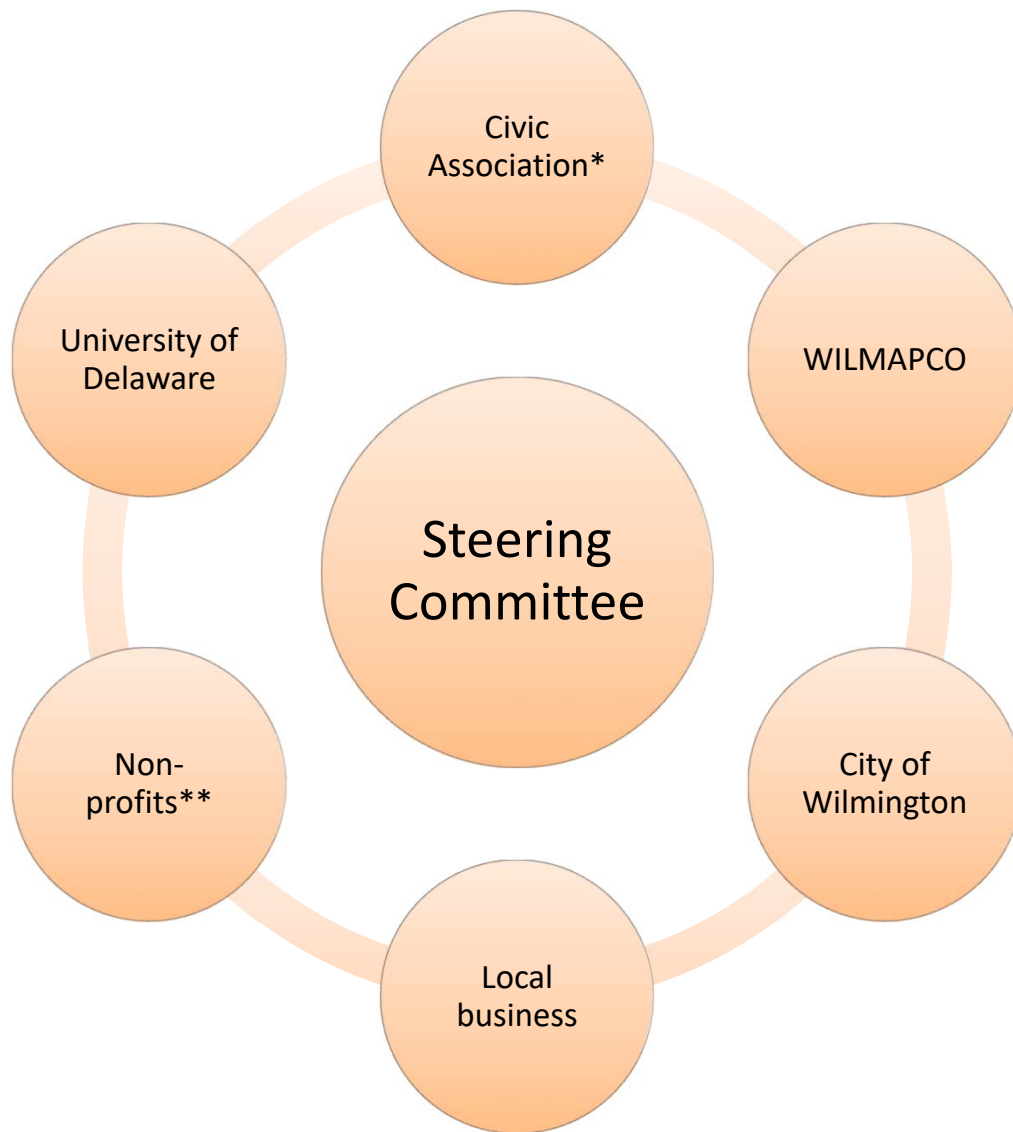 Civic
Association*
WILMAPCO
City of
Wilmington
Local
business
Non-
profits**
University of
Delaware
Steering
Committee